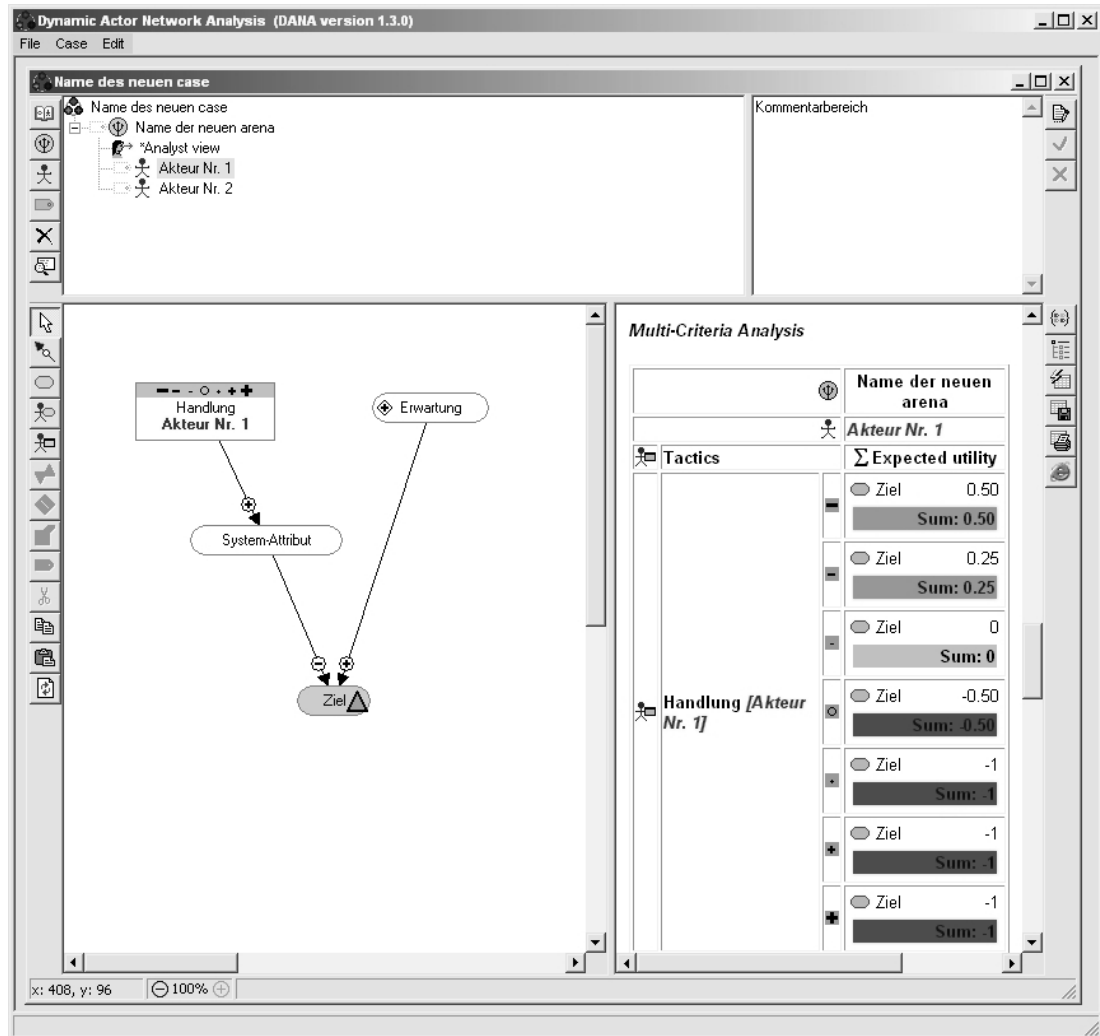 Dynamic Actor Network Analysis (DANA version 1.3.0)
File Case Edit
Name des neuen case
Name des neuen case
Name der neuen arena
*Analyst view
Akteur Nr. 1
Akteur Nr. 2
Kommentarbereich
Handlung
Akteur Nr. 1
Erwartung
System-Attribut
Ziel
Multi-Criteria Analysis
Name der neuen
arena
Akteur Nr. 1
Tactics
∑ Expected utility
Handlung [Akteur
Nr. 1]
Ziel 0.50
Sum: 0.50
Ziel 0.25
Sum: 0.25
Ziel 0
Sum: 0
Ziel -0.50
Sum: -0.50
Ziel -1
Sum: -1
Ziel -1
Sum: -1
Ziel -1
Sum: -1
x: 408, y: 96 100%